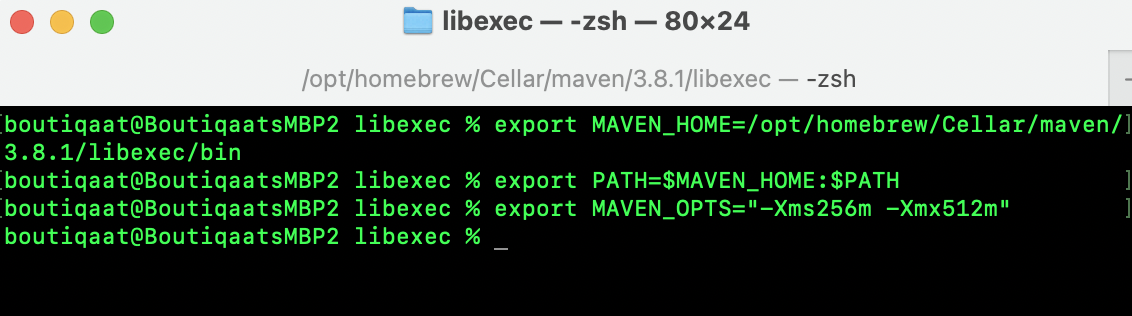 libexec — -zsh — 80×24
/opt/homebrew/Cellar/maven/3.8.1/libexec — -zsh
[boutiqaat@BoutiqaatsMBP2 libexec % export MAVEN_HOME=/opt/homebrew/Cellar/maven/]
3.8.1/libexec/bin
[boutiqaat@BoutiqaatsMBP2 libexec % export PATH=$MAVEN_HOME:$PATH ]
[boutiqaat@BoutiqaatsMBP2 libexec % export MAVEN_OPTS="-Xms256m -Xmx512m" ]
boutiqaat@BoutiqaatsMBP2 libexec % _